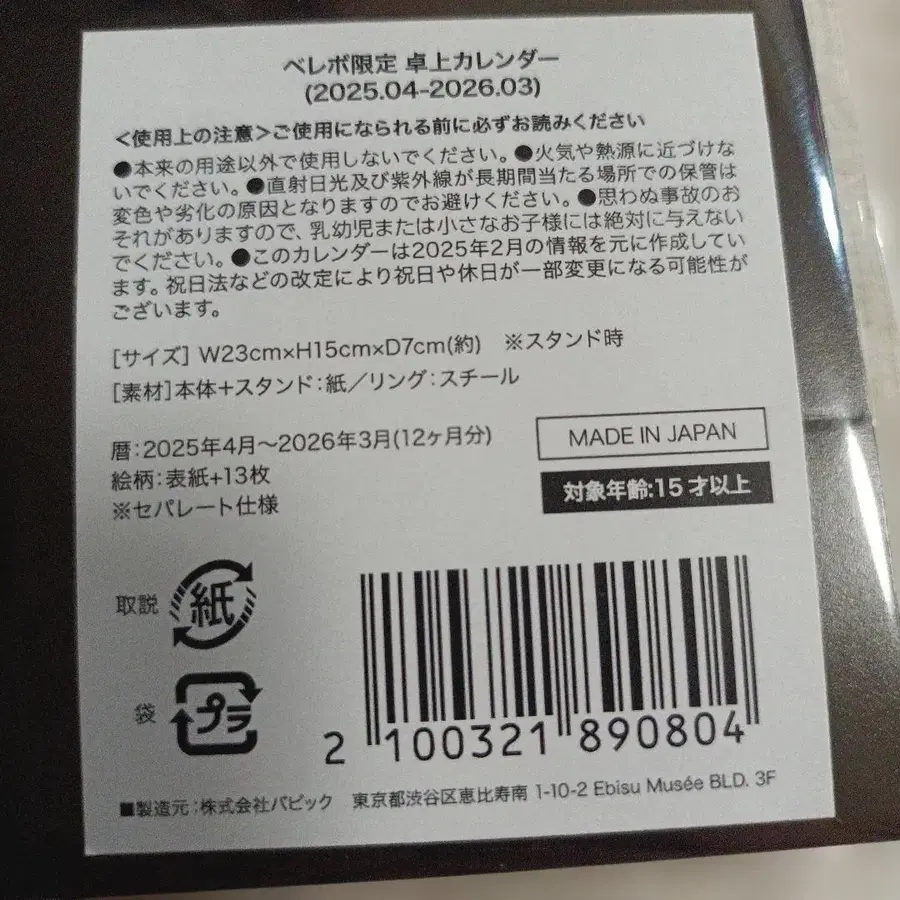 ベレボ限定 卓上カレンダー
(2025.04-2026.03)
＜使用上の注意＞ご使用になられる前に必ずお読みください
●本来の用途以外で使用しないでください。●火気や熱源に近づけな
いでください。●直射日光及び紫外線が長期間当たる場所での保管は
変色や劣化の原因となりますのでお避けください。●思わぬ事故のお
それがありますので、乳幼児または小さなお子様には絶対に与えない
でください。●このカレンダーは2025年2月の情報を元に作成してい
ます。祝日法などの改定により祝日や休日が一部変更になる可能性が
ございます。
[サイズ] W23cm×H15cm×D7cm(約) ※スタンド時
[素材]本体+スタンド:紙／リング:スチール
暦:2025年4月～2026年3月(12ヶ月分)
絵柄:表紙+13枚
※セパレート仕様
MADE IN JAPAN
対象年齢:15才以上
取説 紙
袋 プラ
2 100321 890804
■製造元:株式会社バビック 東京都渋谷区恵比寿南 1-10-2 Ebisu Musée BLD. 3F